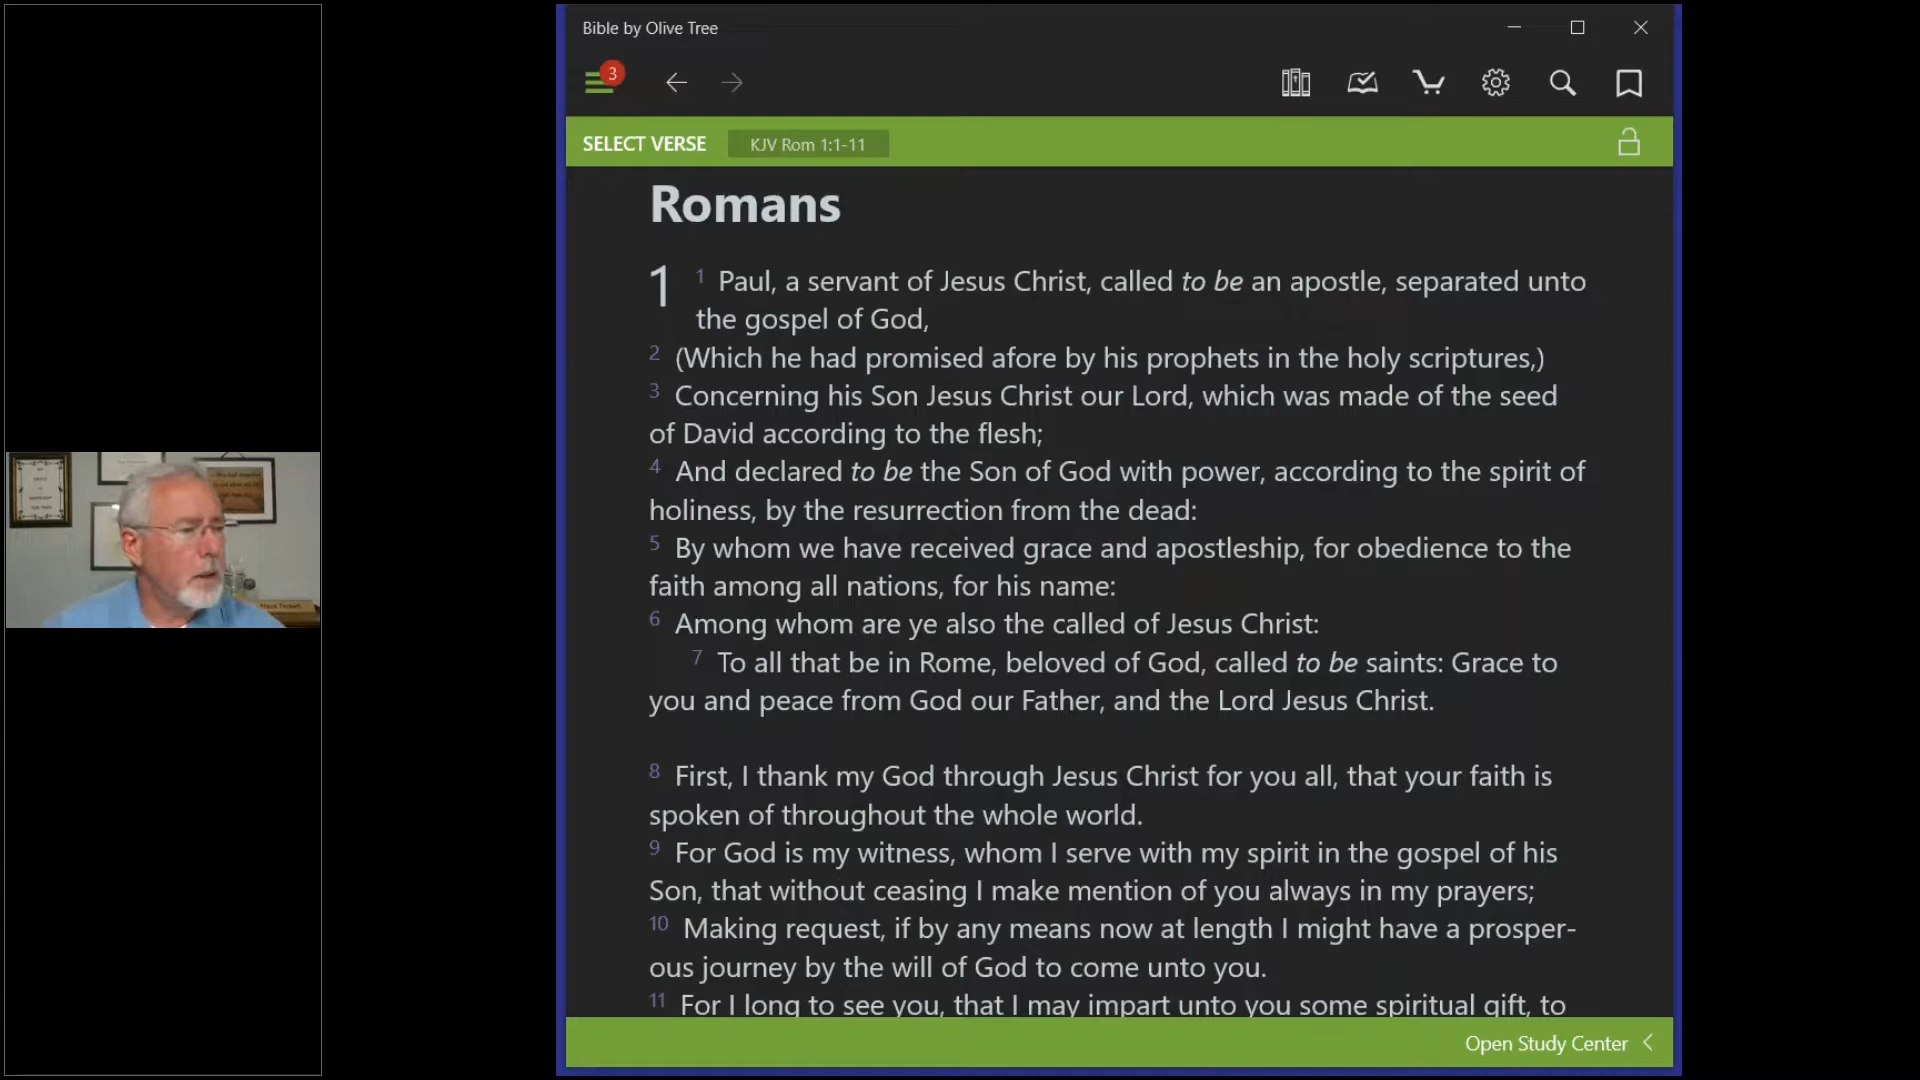 Bible by Olive Tree
3
SELECT VERSE KJV Rom 1:1-11
Romans
1 1 Paul, a servant of Jesus Christ, called to be an apostle, separated unto
the gospel of God,
2 (Which he had promised afore by his prophets in the holy scriptures,)
3 Concerning his Son Jesus Christ our Lord, which was made of the seed
of David according to the flesh;
4 And declared to be the Son of God with power, according to the spirit of
holiness, by the resurrection from the dead:
5 By whom we have received grace and apostleship, for obedience to the
faith among all nations, for his name:
6 Among whom are ye also the called of Jesus Christ:
7 To all that be in Rome, beloved of God, called to be saints: Grace to
you and peace from God our Father, and the Lord Jesus Christ.
8 First, I thank my God through Jesus Christ for you all, that your faith is
spoken of throughout the whole world.
9 For God is my witness, whom I serve with my spirit in the gospel of his
Son, that without ceasing I make mention of you always in my prayers;
10 Making request, if by any means now at length I might have a prosper-
ous journey by the will of God to come unto you.
11 For I long to see you, that I may impart unto you some spiritual gift, to
Open Study Center